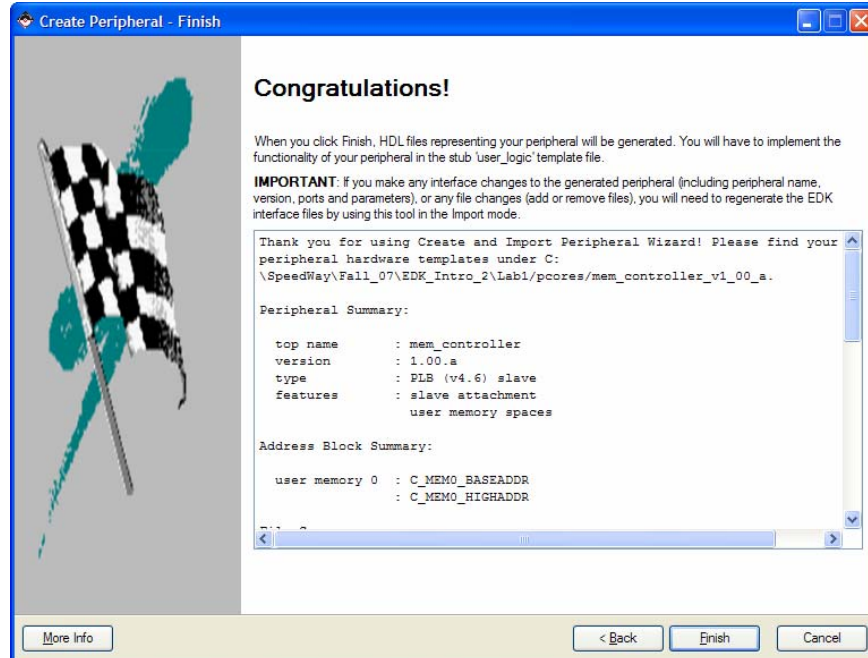 Create Peripheral - Finish
Congratulations!
When you click Finish, HDL files representing your peripheral will be generated. You will have to implement the
functionality of your peripheral in the stub 'user_logic' template file.
IMPORTANT: If you make any interface changes to the generated peripheral (including peripheral name,
version, ports and parameters), or any file changes (add or remove files), you will need to regenerate the EDK
interface files by using this tool in the Import mode.
Thank you for using Create and Import Peripheral Wizard! Please find your
peripheral hardware templates under C:
\SpeedWay\Fall_07\EDK_Intro_2\Lab1/pcores/mem_controller_v1_00_a.
Peripheral Summary:
top name : mem_controller
version : 1.00.a
type : PLB (v4.6) slave
features : slave attachment
user memory spaces
Address Block Summary:
user memory 0 : C_MEM0_BASEADDR
: C_MEM0_HIGHADDR
More Info
< Back
Finish
Cancel